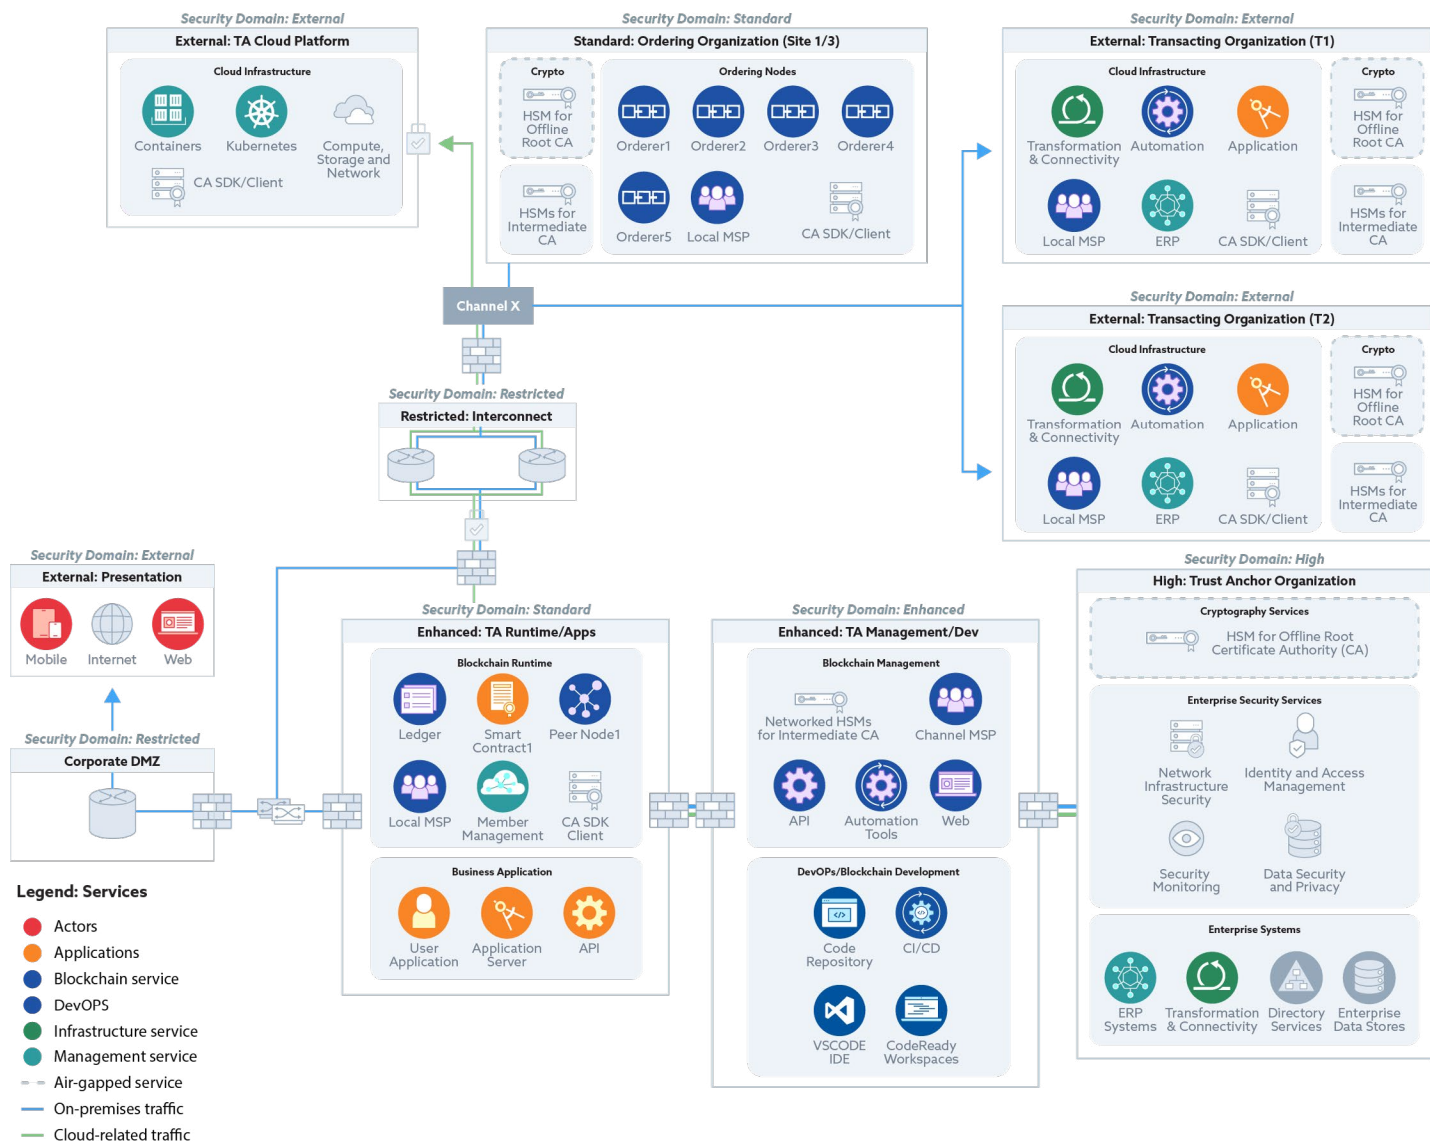 Security Domain: External
External: TA Cloud Platform
Cloud Infrastructure
Containers
Kubernetes
Compute,
Storage and
Network
CA SDK/Client
Security Domain: Standard
Standard: Ordering Organization (Site 1/3)
Crypto
HSM for
Offline
Root CA
HSMs for
Intermediate
CA
Ordering Nodes
Orderer1
Orderer2
Orderer3
Orderer4
Orderer5
Local MSP
CA SDK/Client
Security Domain: External
External: Transacting Organization (T1)
Cloud Infrastructure
Transformation
& Connectivity
Automation
Application
Local MSP
ERP
CA SDK/Client
Crypto
HSM for
Offline
Root CA
HSMs for
Intermediate
CA
Channel X
Security Domain: External
External: Transacting Organization (T2)
Cloud Infrastructure
Transformation
& Connectivity
Automation
Application
Local MSP
ERP
CA SDK/Client
Crypto
HSM for
Offline
Root CA
HSMs for
Intermediate
CA
Security Domain: Restricted
Restricted: Interconnect
Security Domain: External
External: Presentation
Mobile
Internet
Web
Security Domain: Restricted
Corporate DMZ
Security Domain: Standard
Enhanced: TA Runtime/Apps
Blockchain Runtime
Ledger
Smart
Contract1
Peer Node1
Local MSP
Member
Management
CA SDK
Client
Business Application
User
Application
Application
Server
API
Security Domain: Enhanced
Enhanced: TA Management/Dev
Blockchain Management
Networked HSMs
for Intermediate CA
Channel MSP
API
Automation
Tools
Web
DevOPs/Blockchain Development
Code
Repository
CI/CD
VSCODE
IDE
CodeReady
Workspaces
Security Domain: High
High: Trust Anchor Organization
Cryptography Services
HSM for Offline Root
Certificate Authority (CA)
Enterprise Security Services
Network
Infrastructure
Security
Identity and Access
Management
Security
Monitoring
Data Security
and Privacy
Enterprise Systems
ERP
Systems
Transformation
& Connectivity
Directory
Services
Enterprise
Data Stores
Legend: Services
Actors
Applications
Blockchain service
DevOPS
Infrastructure service
Management service
Air-gapped service
On-premises traffic
Cloud-related traffic